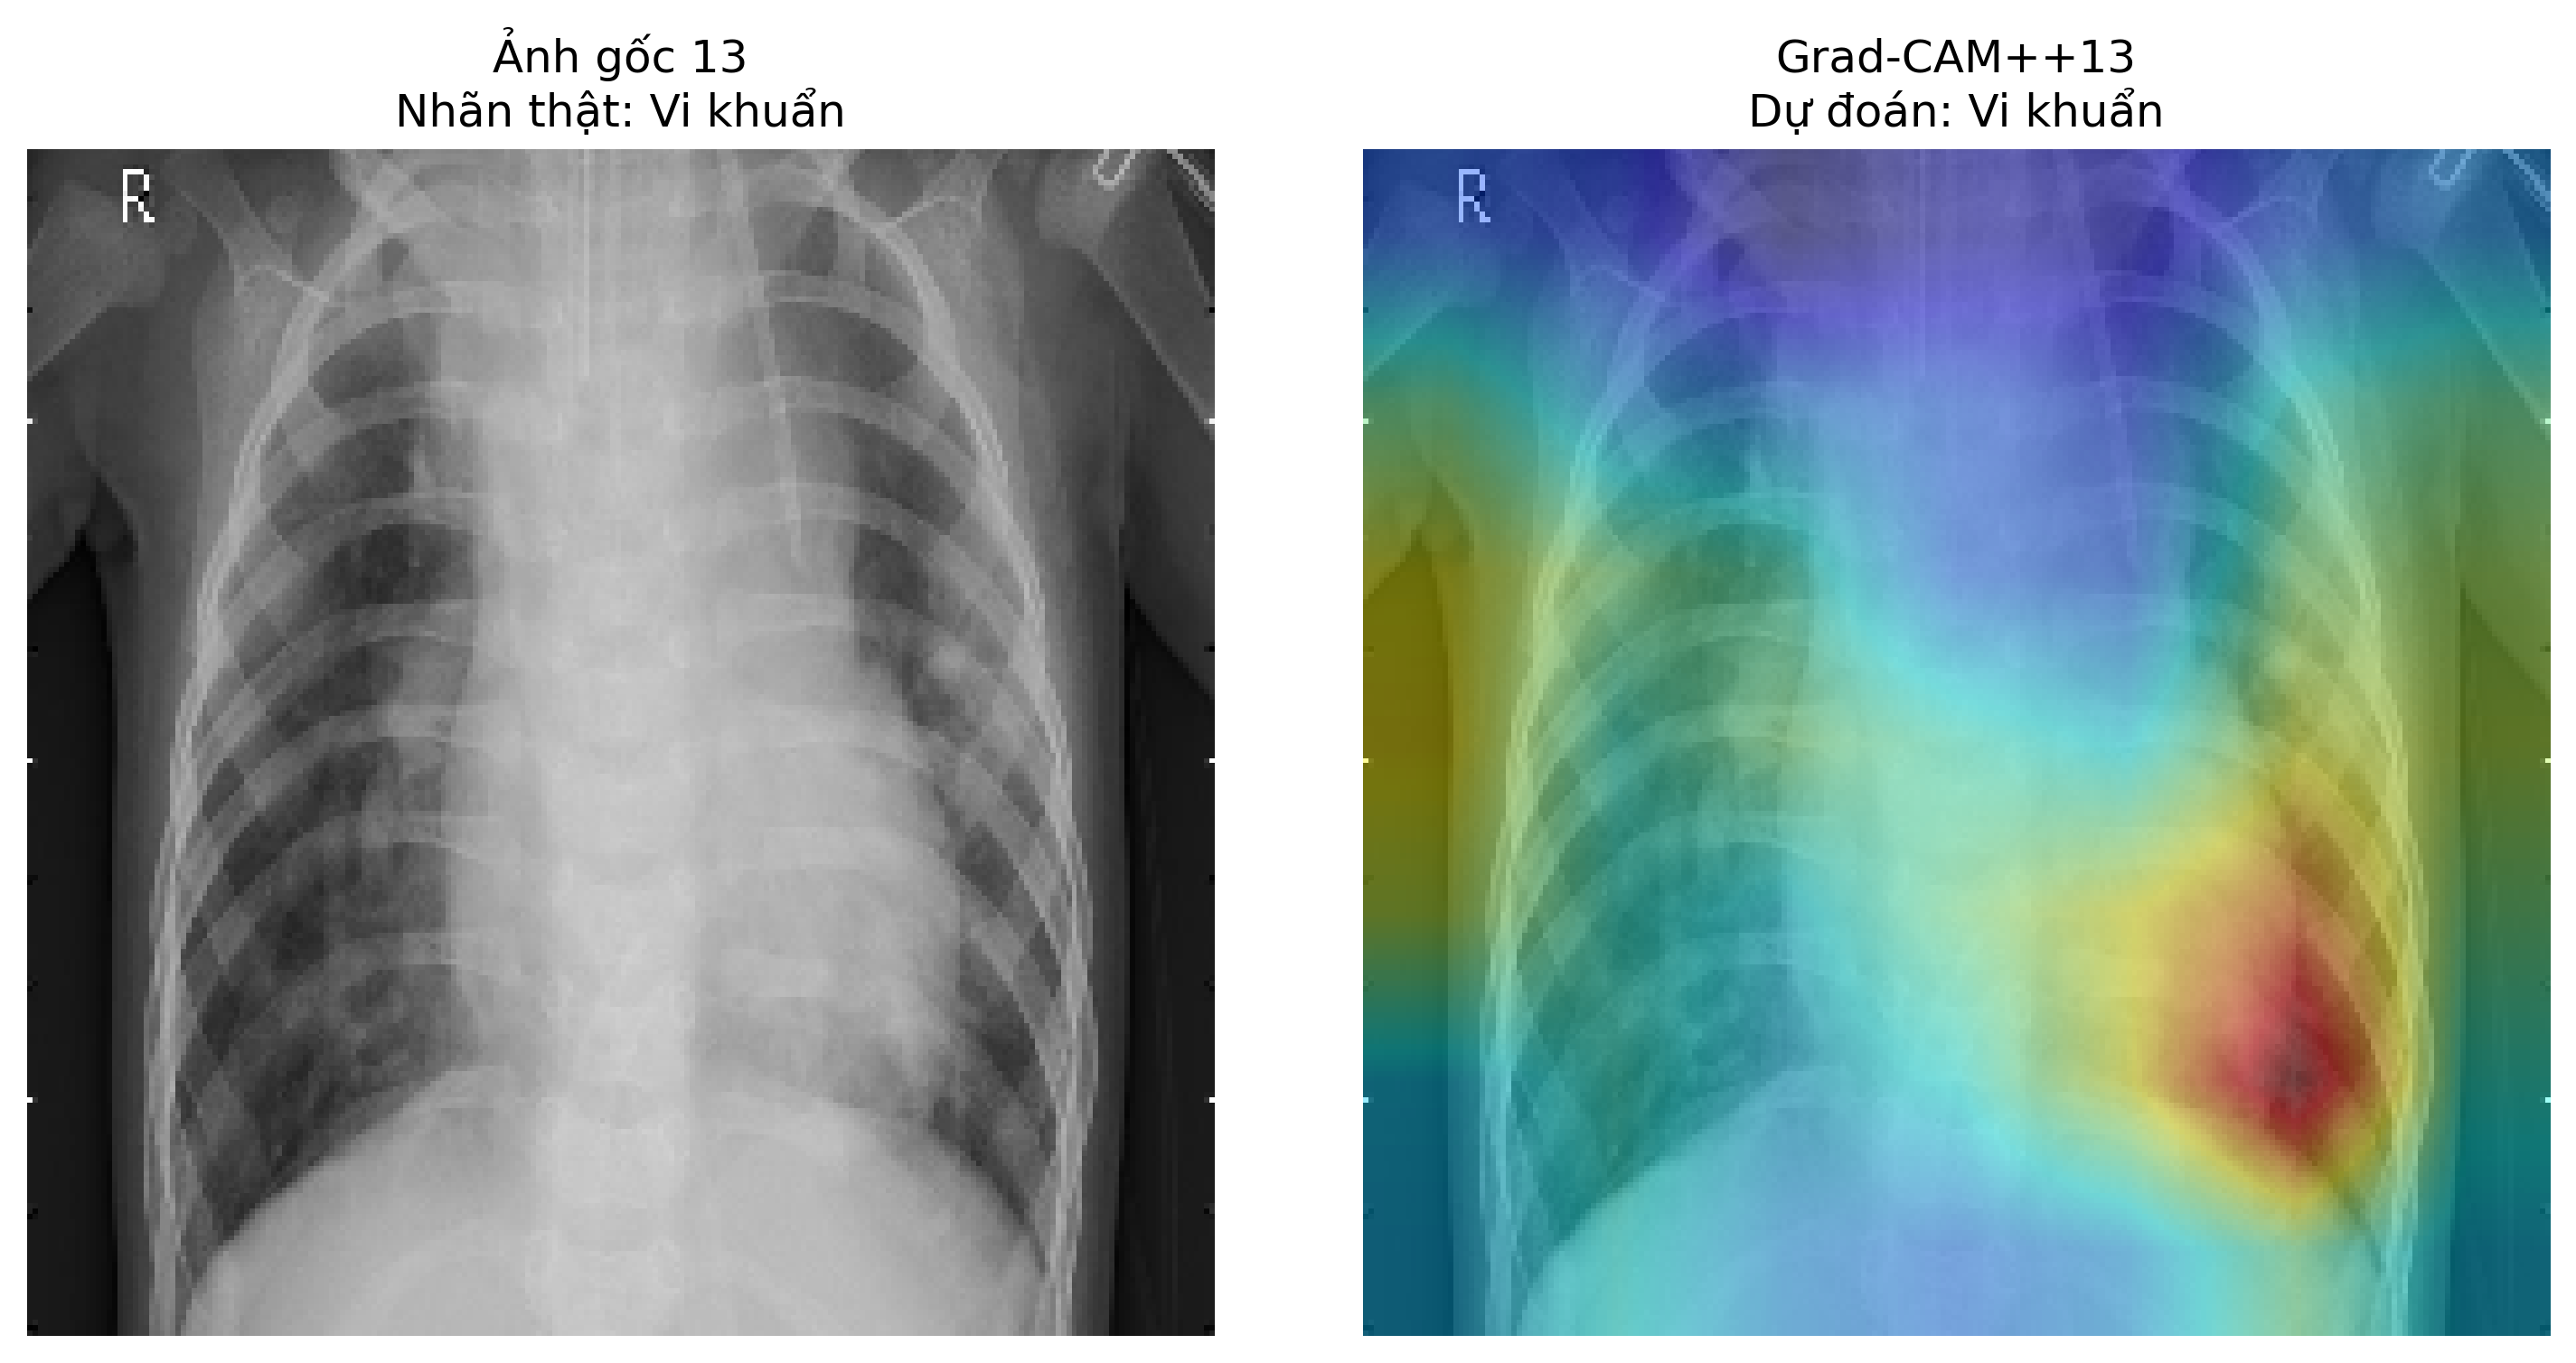 Ảnh gốc 13
Nhãn thật: Vi khuẩn
R
Grad-CAM++13
Dự đoán: Vi khuẩn
R